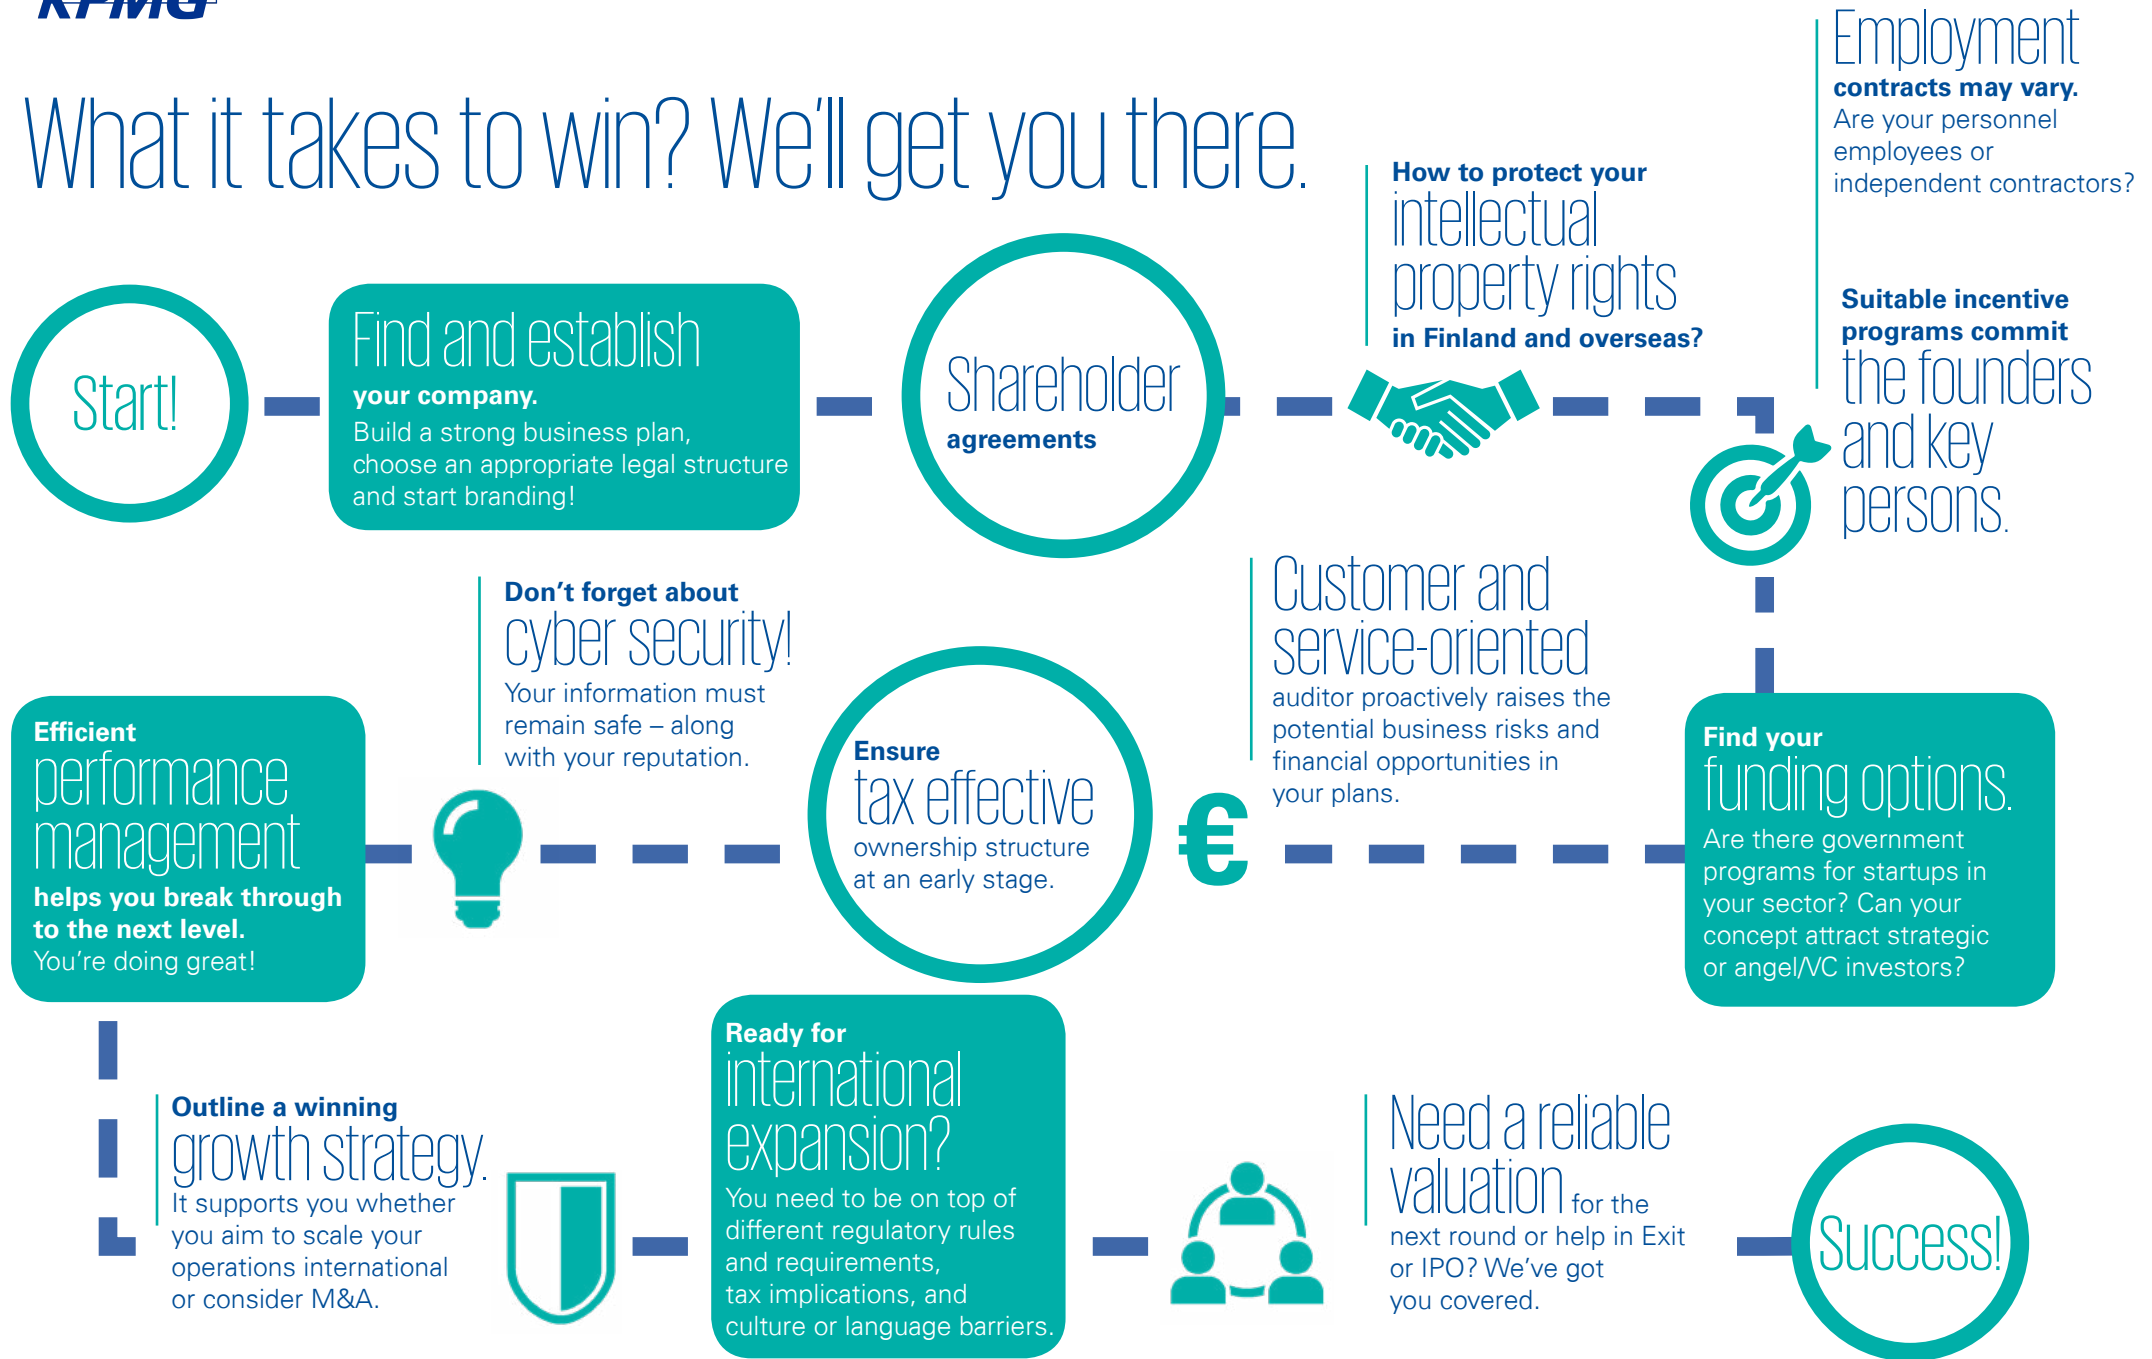 KPMG
What it takes to win? We'll get you there.
Start!
Find and establish
your company.
Build a strong business plan,
choose an appropriate legal structure
and start branding!
Shareholder
agreements
How to protect your
intellectual
property rights
in Finland and overseas?
Employment
contracts may vary.
Are your personnel
employees or
independent contractors?
Suitable incentive
programs commit
the founders
and key
persons.
Find your
funding options.
Are there government
programs for startups in
your sector? Can your
concept attract strategic
or angel/VC investors?
Customer and
service-oriented
auditor proactively raises the
potential business risks and
financial opportunities in
your plans.
€
Ensure
tax effective
ownership structure
at an early stage.
Don't forget about
cyber security!
Your information must
remain safe – along
with your reputation.
Efficient
performance
management
helps you break through
to the next level.
You're doing great!
Outline a winning
growth strategy.
It supports you whether
you aim to scale your
operations international
or consider M&A.
Ready for
international
expansion?
You need to be on top of
different regulatory rules
and requirements,
tax implications, and
culture or language barriers.
Need a reliable
valuation for the
next round or help in Exit
or IPO? We've got
you covered.
Success!